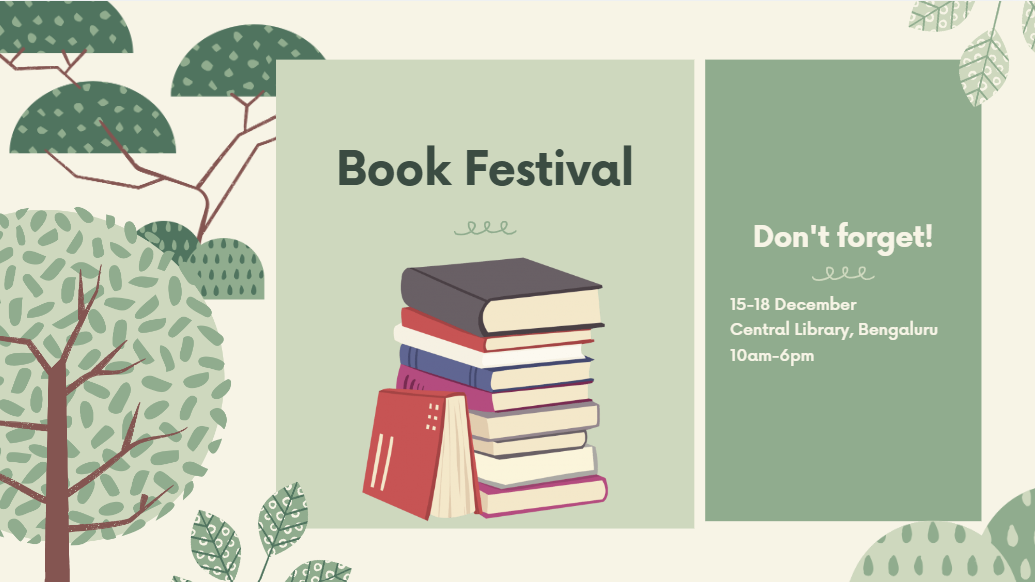 Book Festival
Don't forget!
15-18 December
Central Library, Bengaluru
10am-6pm